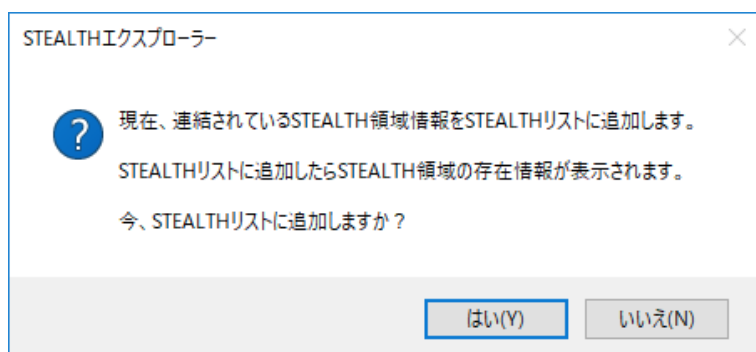 STEALTHエクスプローラー
現在、連結されているSTEALTH領域情報をSTEALTHリストに追加します。
STEALTHリストに追加したらSTEALTH領域の存在情報が表示されます。
今、STEALTHリストに追加しますか？
はい(Y)
いいえ(N)